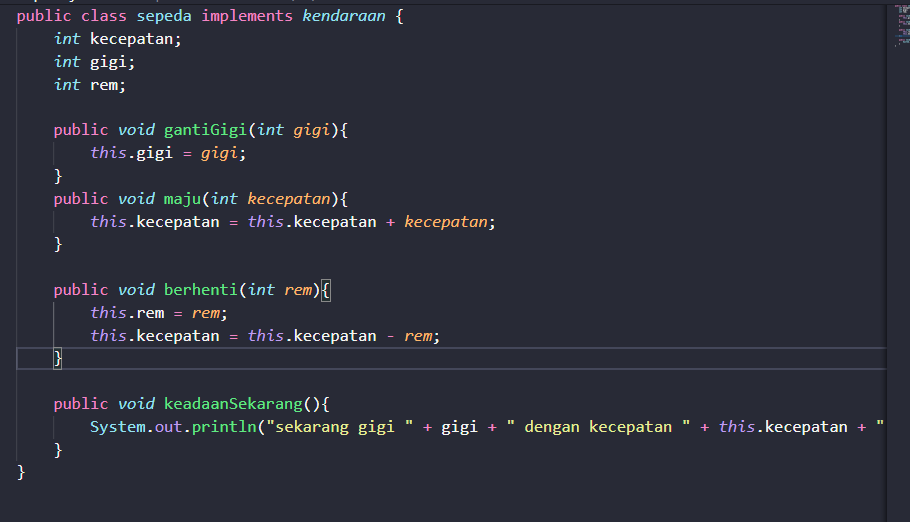 public class sepeda implements kendaraan {
    int kecepatan;
    int gigi;
    int rem;

    public void gantiGigi(int gigi){
        this.gigi = gigi;
    }
    public void maju(int kecepatan){
        this.kecepatan = this.kecepatan + kecepatan;
    }

    public void berhenti(int rem){
        this.rem = rem;
        this.kecepatan = this.kecepatan - rem;
    }

    public void keadaanSekarang(){
        System.out.println("sekarang gigi " + gigi + " dengan kecepatan " + this.kecepatan + "
    }
}